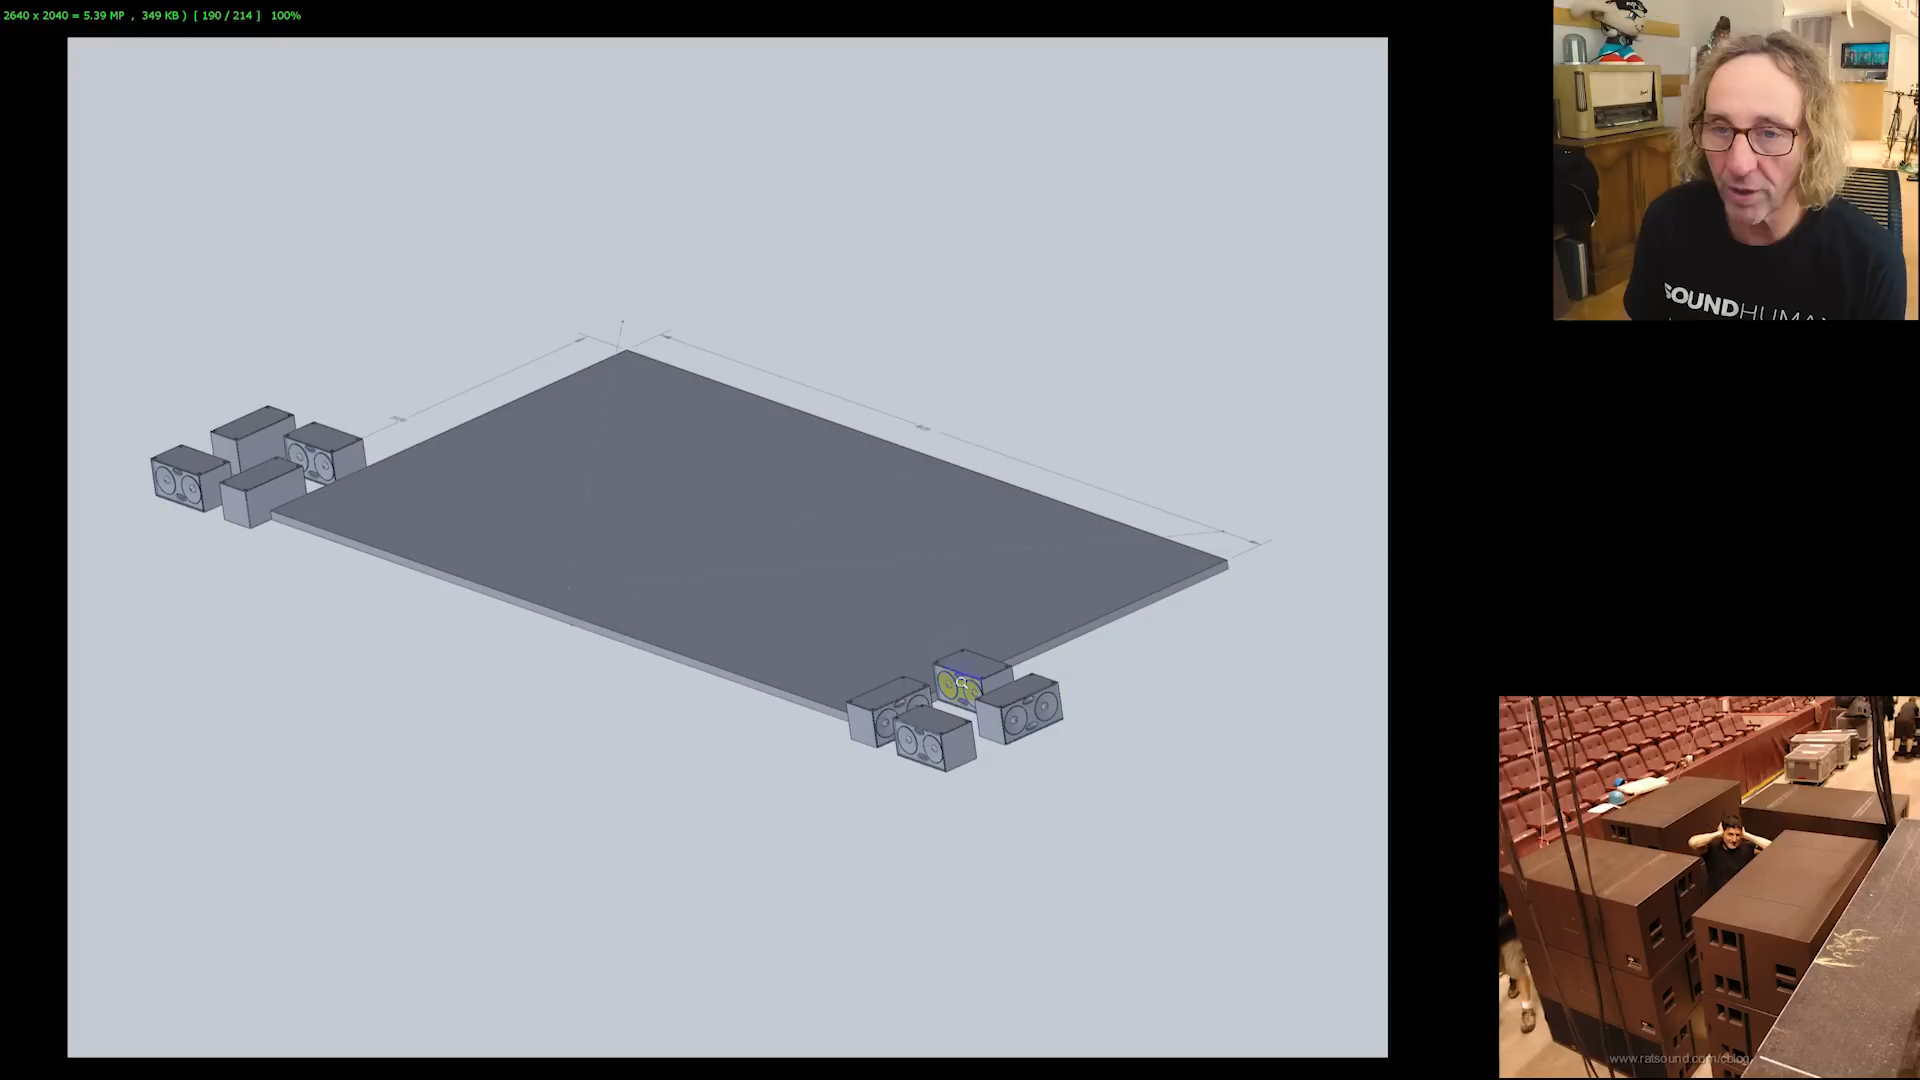 2640 x 2040 = 5.39 MP , 349 KB ) [ 190 / 214 ] 100%
SOUNDHUMAN
www.ratsound.com/cblog